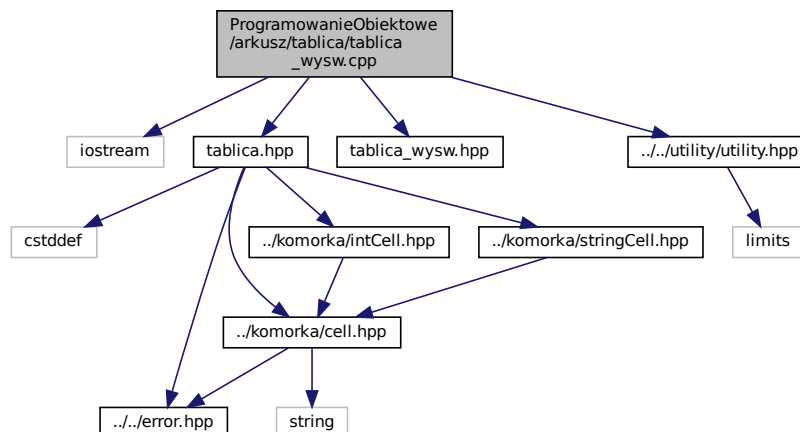 ProgramowanieObiektowe
/arkusz/tablica/tablica
_wysw.cpp
iostream
tablica.hpp
tablica_wysw.hpp
../../utility/utility.hpp
cstddef
../komorka/intCell.hpp
../komorka/stringCell.hpp
limits
../komorka/cell.hpp
../../error.hpp
string